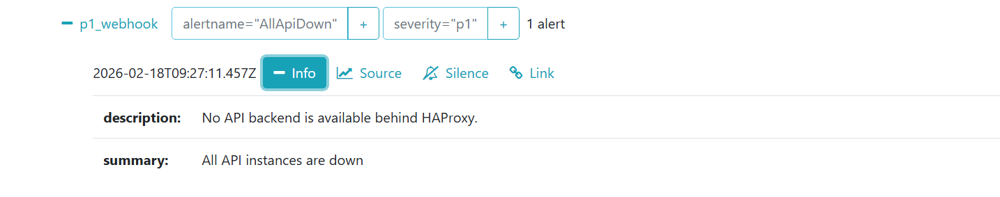 p1_webhook alertname="AllApiDown" + severity="p1" + 1 alert
2026-02-18T09:27:11.457Z Info Source Silence Link
description: No API backend is available behind HAProxy.
summary: All API instances are down